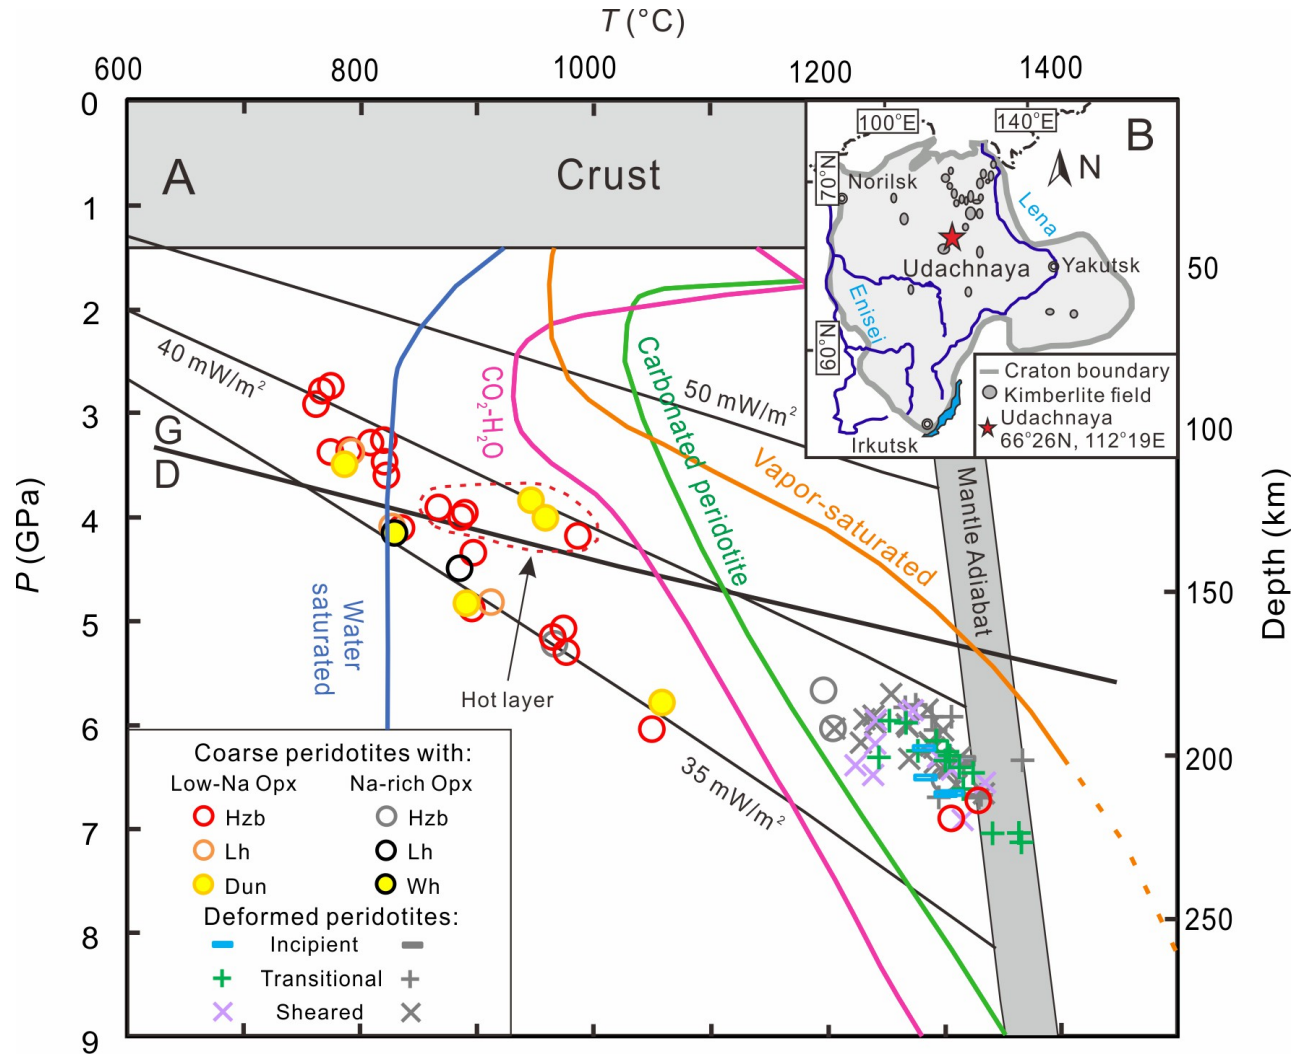 T (°C)
600
800
1000
1200
1400
0
1
2
3
4
5
6
7
8
9
P (GPa)
50
100
150
200
250
Depth (km)
A
Crust
B
100°E
140°E
70°N
60°N
N
Norilsk
Lena
Udachnaya
Yakutsk
Enisei
Irkutsk
Craton boundary
Kimberlite field
Udachnaya
66°26N, 112°19E
40 mW/m²
50 mW/m²
35 mW/m²
G
D
CO₂-H₂O
Carbonated peridotite
Vapor-saturated
Mantle Adiabat
Water
saturated
Hot layer
Coarse peridotites with:
Low-Na Opx Na-rich Opx
Hzb Hzb
Lh Lh
Dun Wh
Deformed peridotites:
Incipient
Transitional
Sheared